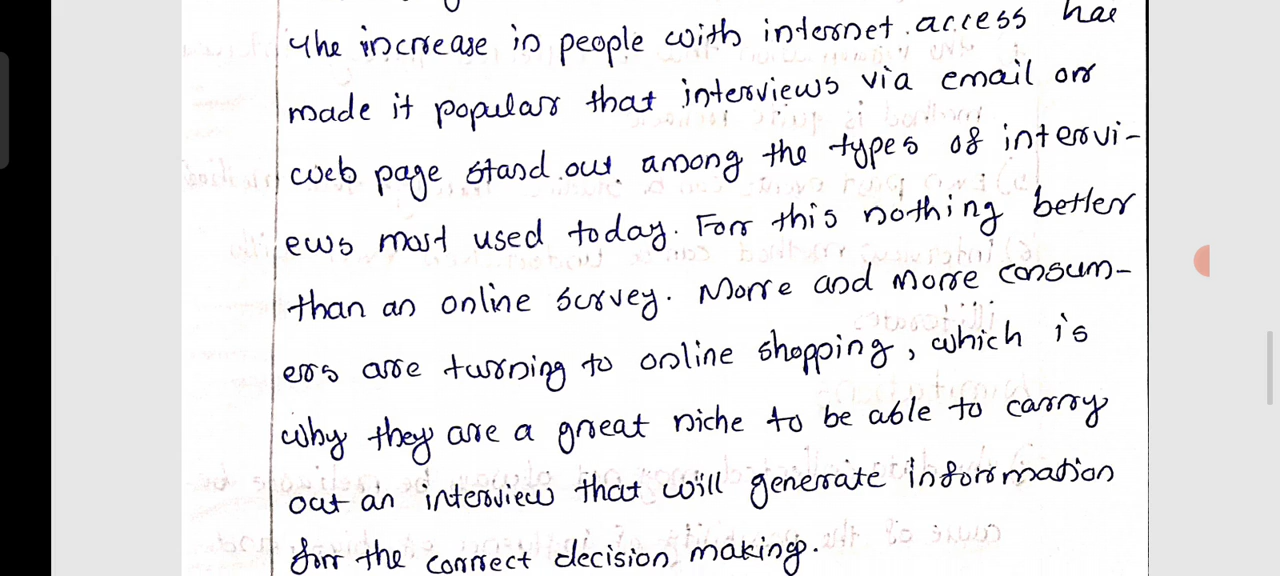 The increase in people with internet access has
made it popular that interviews via email or
web page stand out among the types of intervi-
ews most used today. For this nothing better
than an online survey. More and more consum-
ers are turning to online shopping, which is
why they are a great niche to be able to carry
out an interview that will generate information
for the correct decision making.